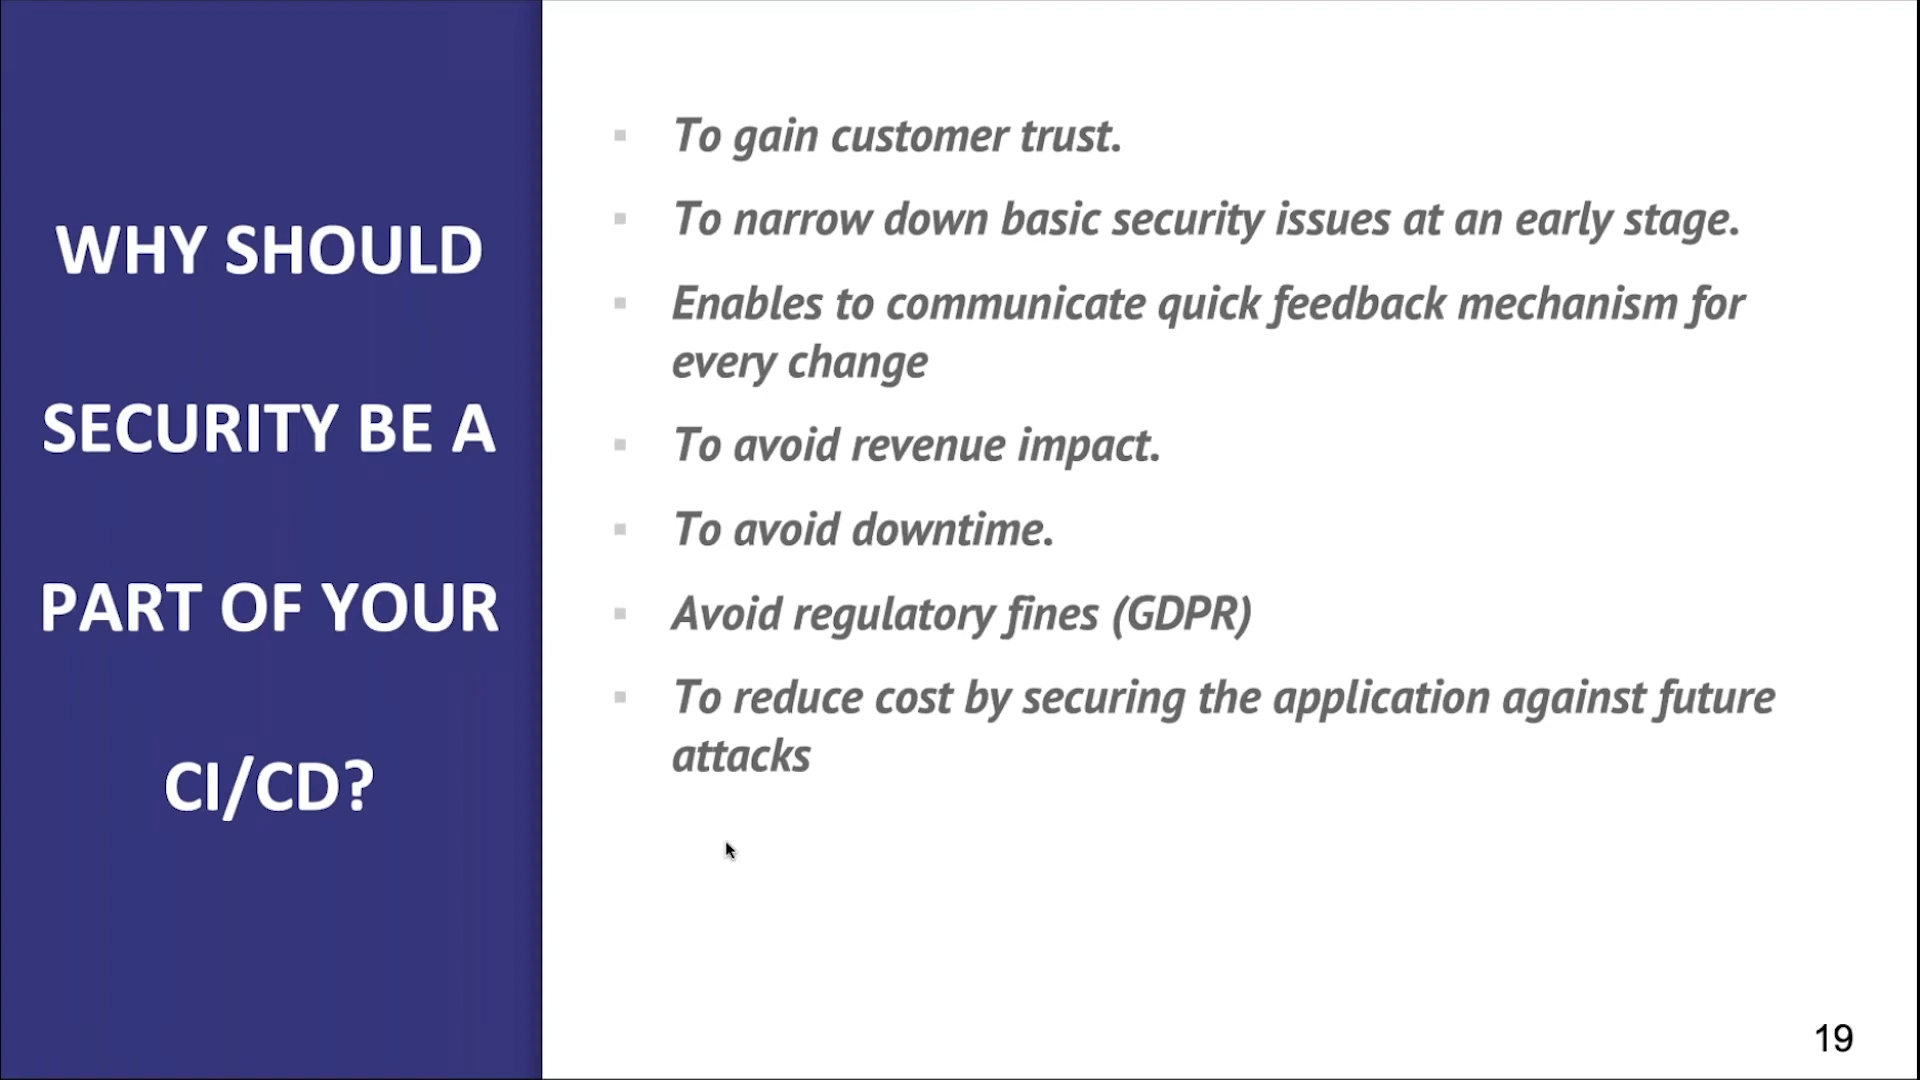 WHY SHOULD
SECURITY BE A
PART OF YOUR
CI/CD?
To gain customer trust.
To narrow down basic security issues at an early stage.
Enables to communicate quick feedback mechanism for
every change
To avoid revenue impact.
To avoid downtime.
Avoid regulatory fines (GDPR)
To reduce cost by securing the application against future
attacks
19